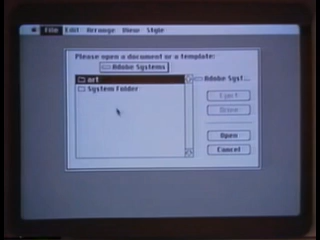 File Edit Arrange View Style
Please open a document or a template:
Adobe Systems
art
System Folder
Adobe Syst...
Eject
Drive
Open
Cancel